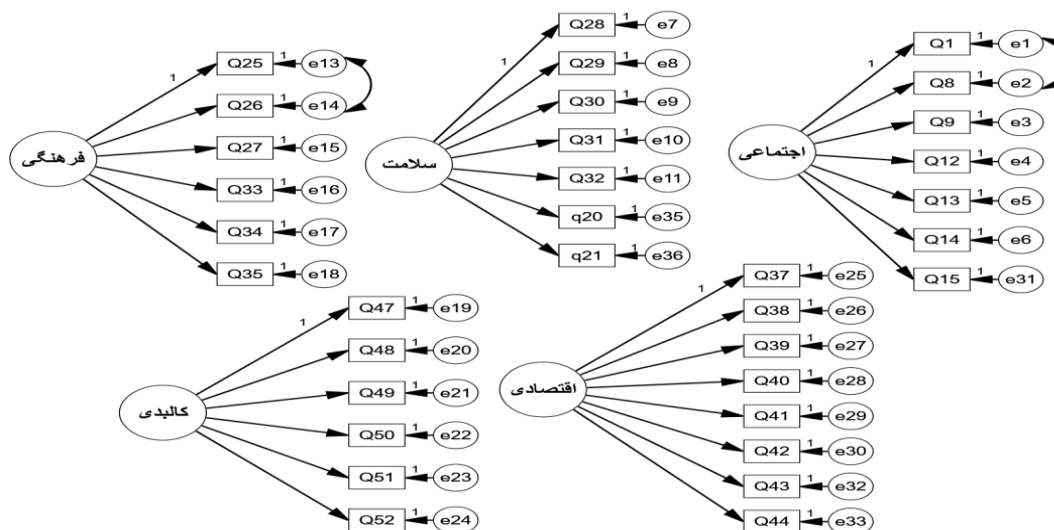 فرهنگی
1
Q25
1
e13
Q26
1
e14
Q27
1
e15
Q33
1
e16
Q34
1
e17
Q35
1
e18
سلامت
1
Q28
1
e7
Q29
1
e8
Q30
1
e9
Q31
1
e10
Q32
1
e11
q20
1
e35
q21
1
e36
اجتماعی
1
Q1
1
e1
Q8
1
e2
Q9
1
e3
Q12
1
e4
Q13
1
e5
Q14
1
e6
Q15
1
e31
کالبدی
1
Q47
1
e19
Q48
1
e20
Q49
1
e21
Q50
1
e22
Q51
1
e23
Q52
1
e24
اقتصادی
1
Q37
1
e25
Q38
1
e26
Q39
1
e27
Q40
1
e28
Q41
1
e29
Q42
1
e30
Q43
1
e32
Q44
1
e33